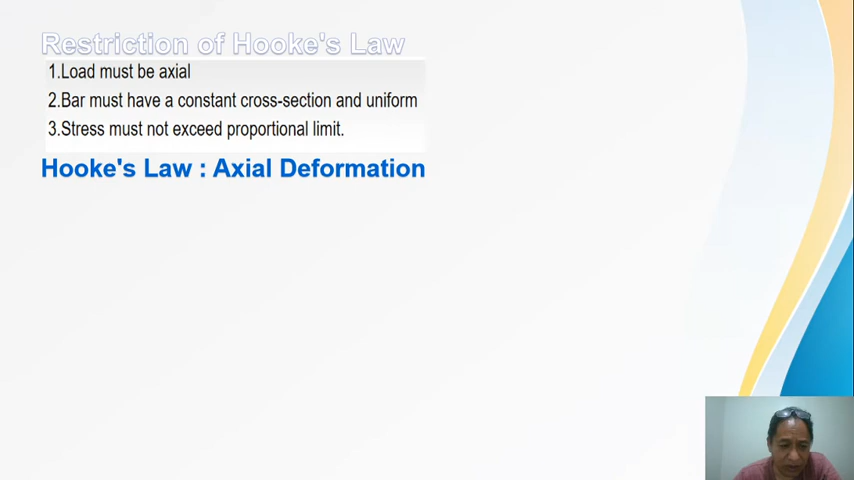 Restriction of Hooke's Law
1.Load must be axial
2.Bar must have a constant cross-section and uniform
3.Stress must not exceed proportional limit.
Hooke's Law : Axial Deformation